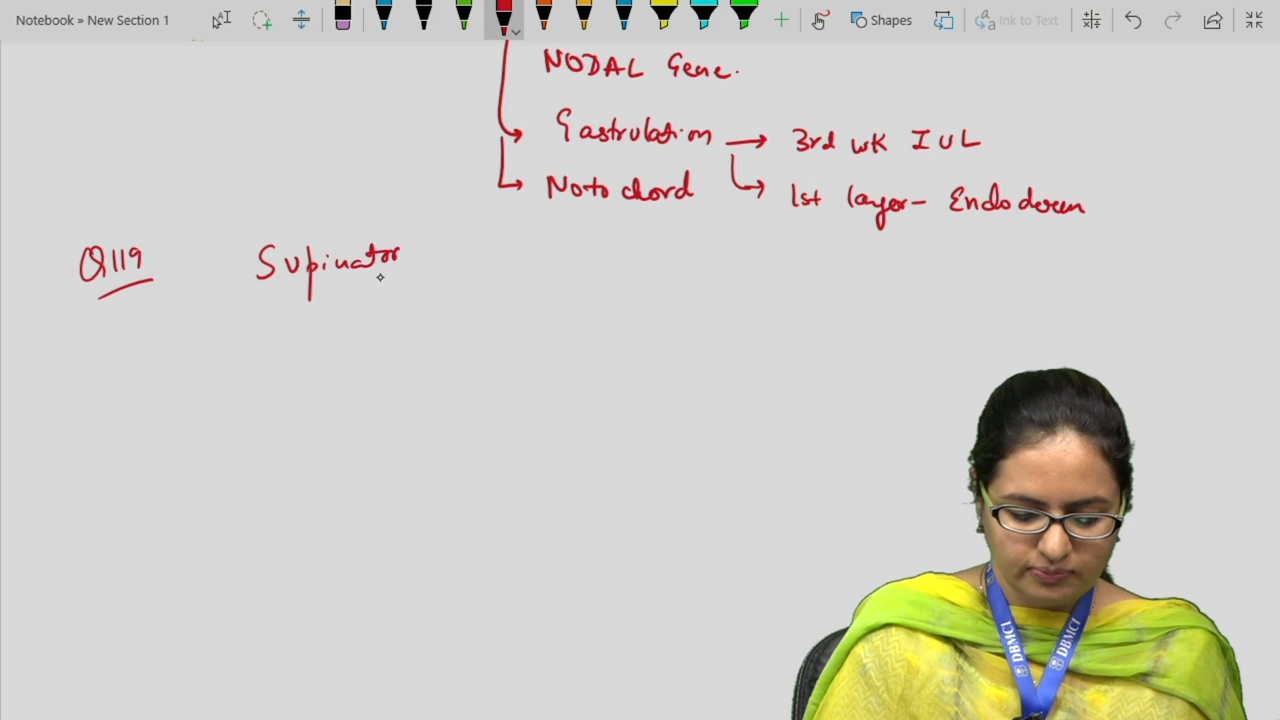 Notebook » New Section 1
Shapes
Ink to Text
NODAL Gene.
Gastrulation → 3rd wk IUL
Notochord
1st layer - Endoderm
Q119 Supinator
DBMCI DBMCI